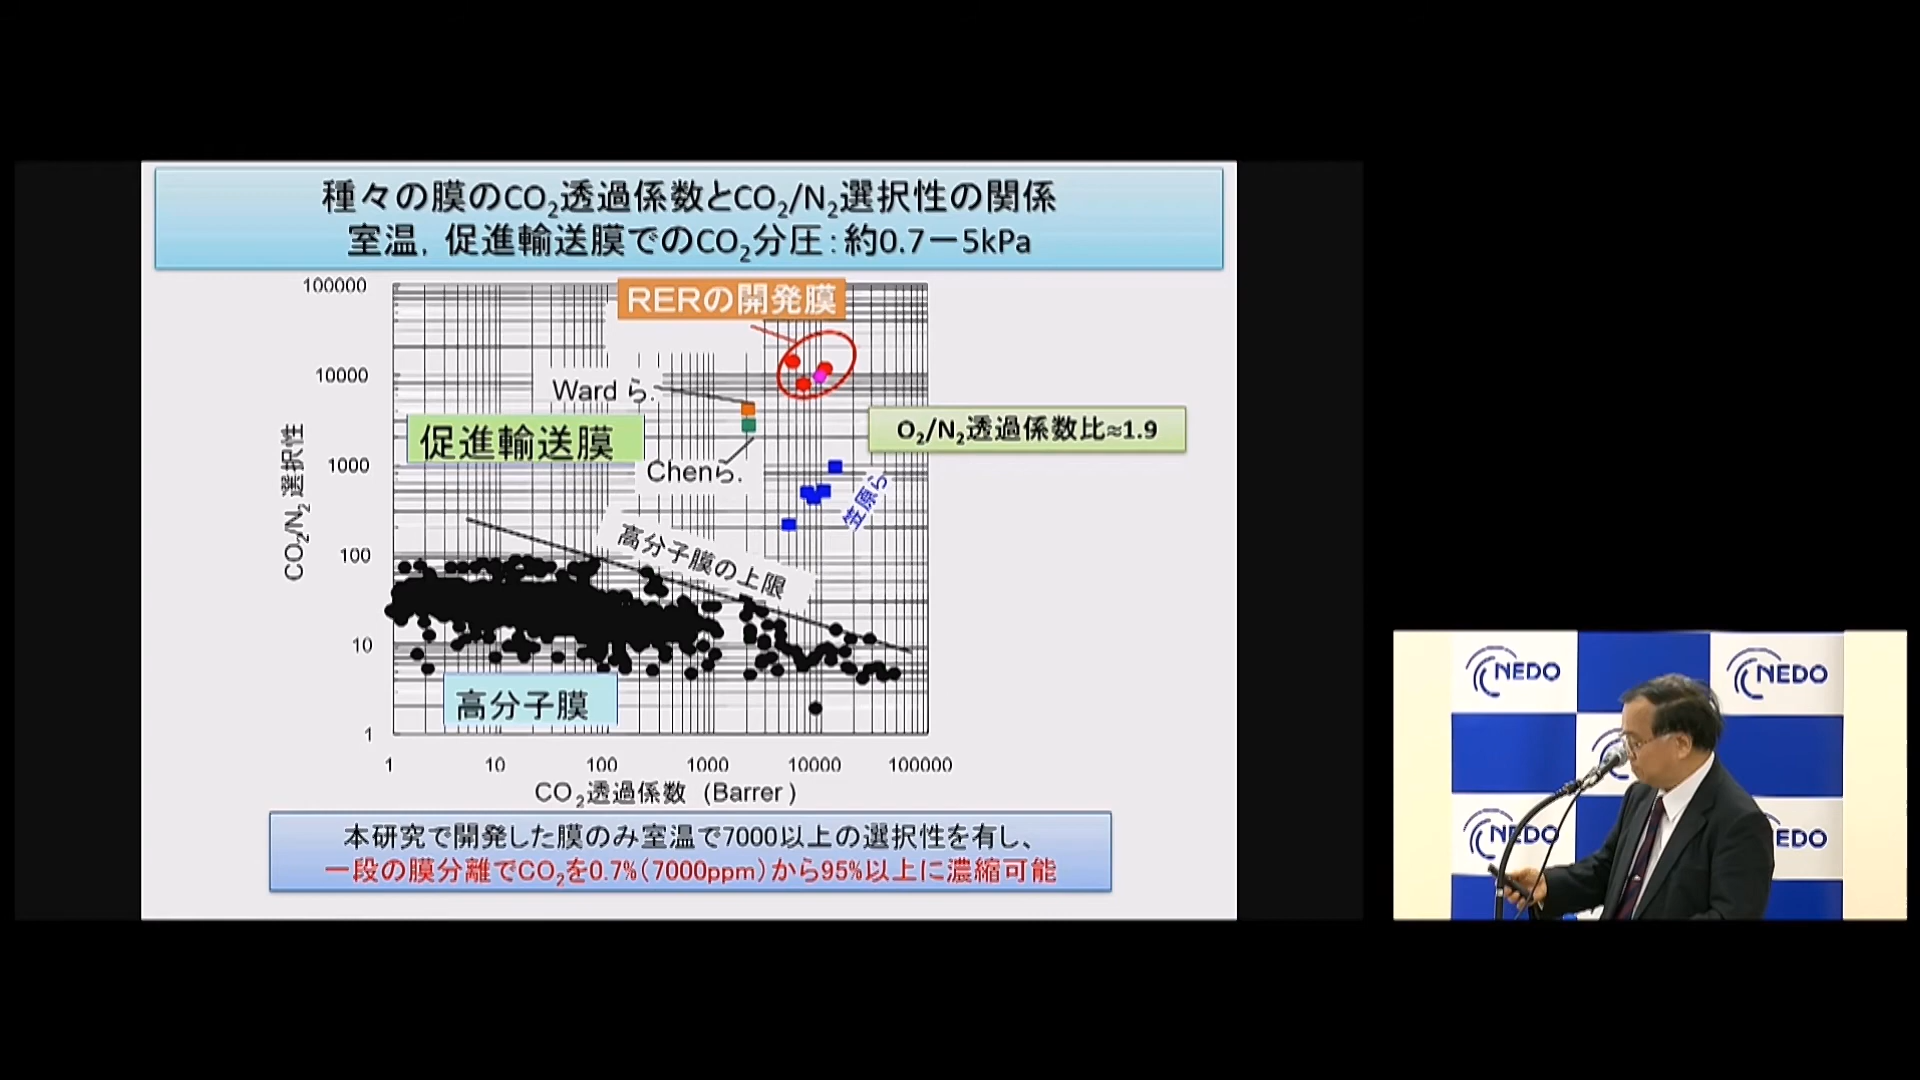 種々の膜のCO₂透過係数とCO₂/N₂選択性の関係
室温，促進輸送膜でのCO₂分圧：約0.7－5kPa
100000
10000
1000
100
10
1
CO₂/N₂ 選択性
RERの開発膜
Ward ら.
促進輸送膜
Chenら.
O₂/N₂透過係数比≈1.9
笠原ら
高分子膜の上限
高分子膜
1
10
100
1000
10000
100000
CO₂透過係数 (Barrer )
本研究で開発した膜のみ室温で7000以上の選択性を有し、
一段の膜分離でCO₂を0.7%（7000ppm）から95%以上に濃縮可能
NEDO
NEDO
NEDO
EDO